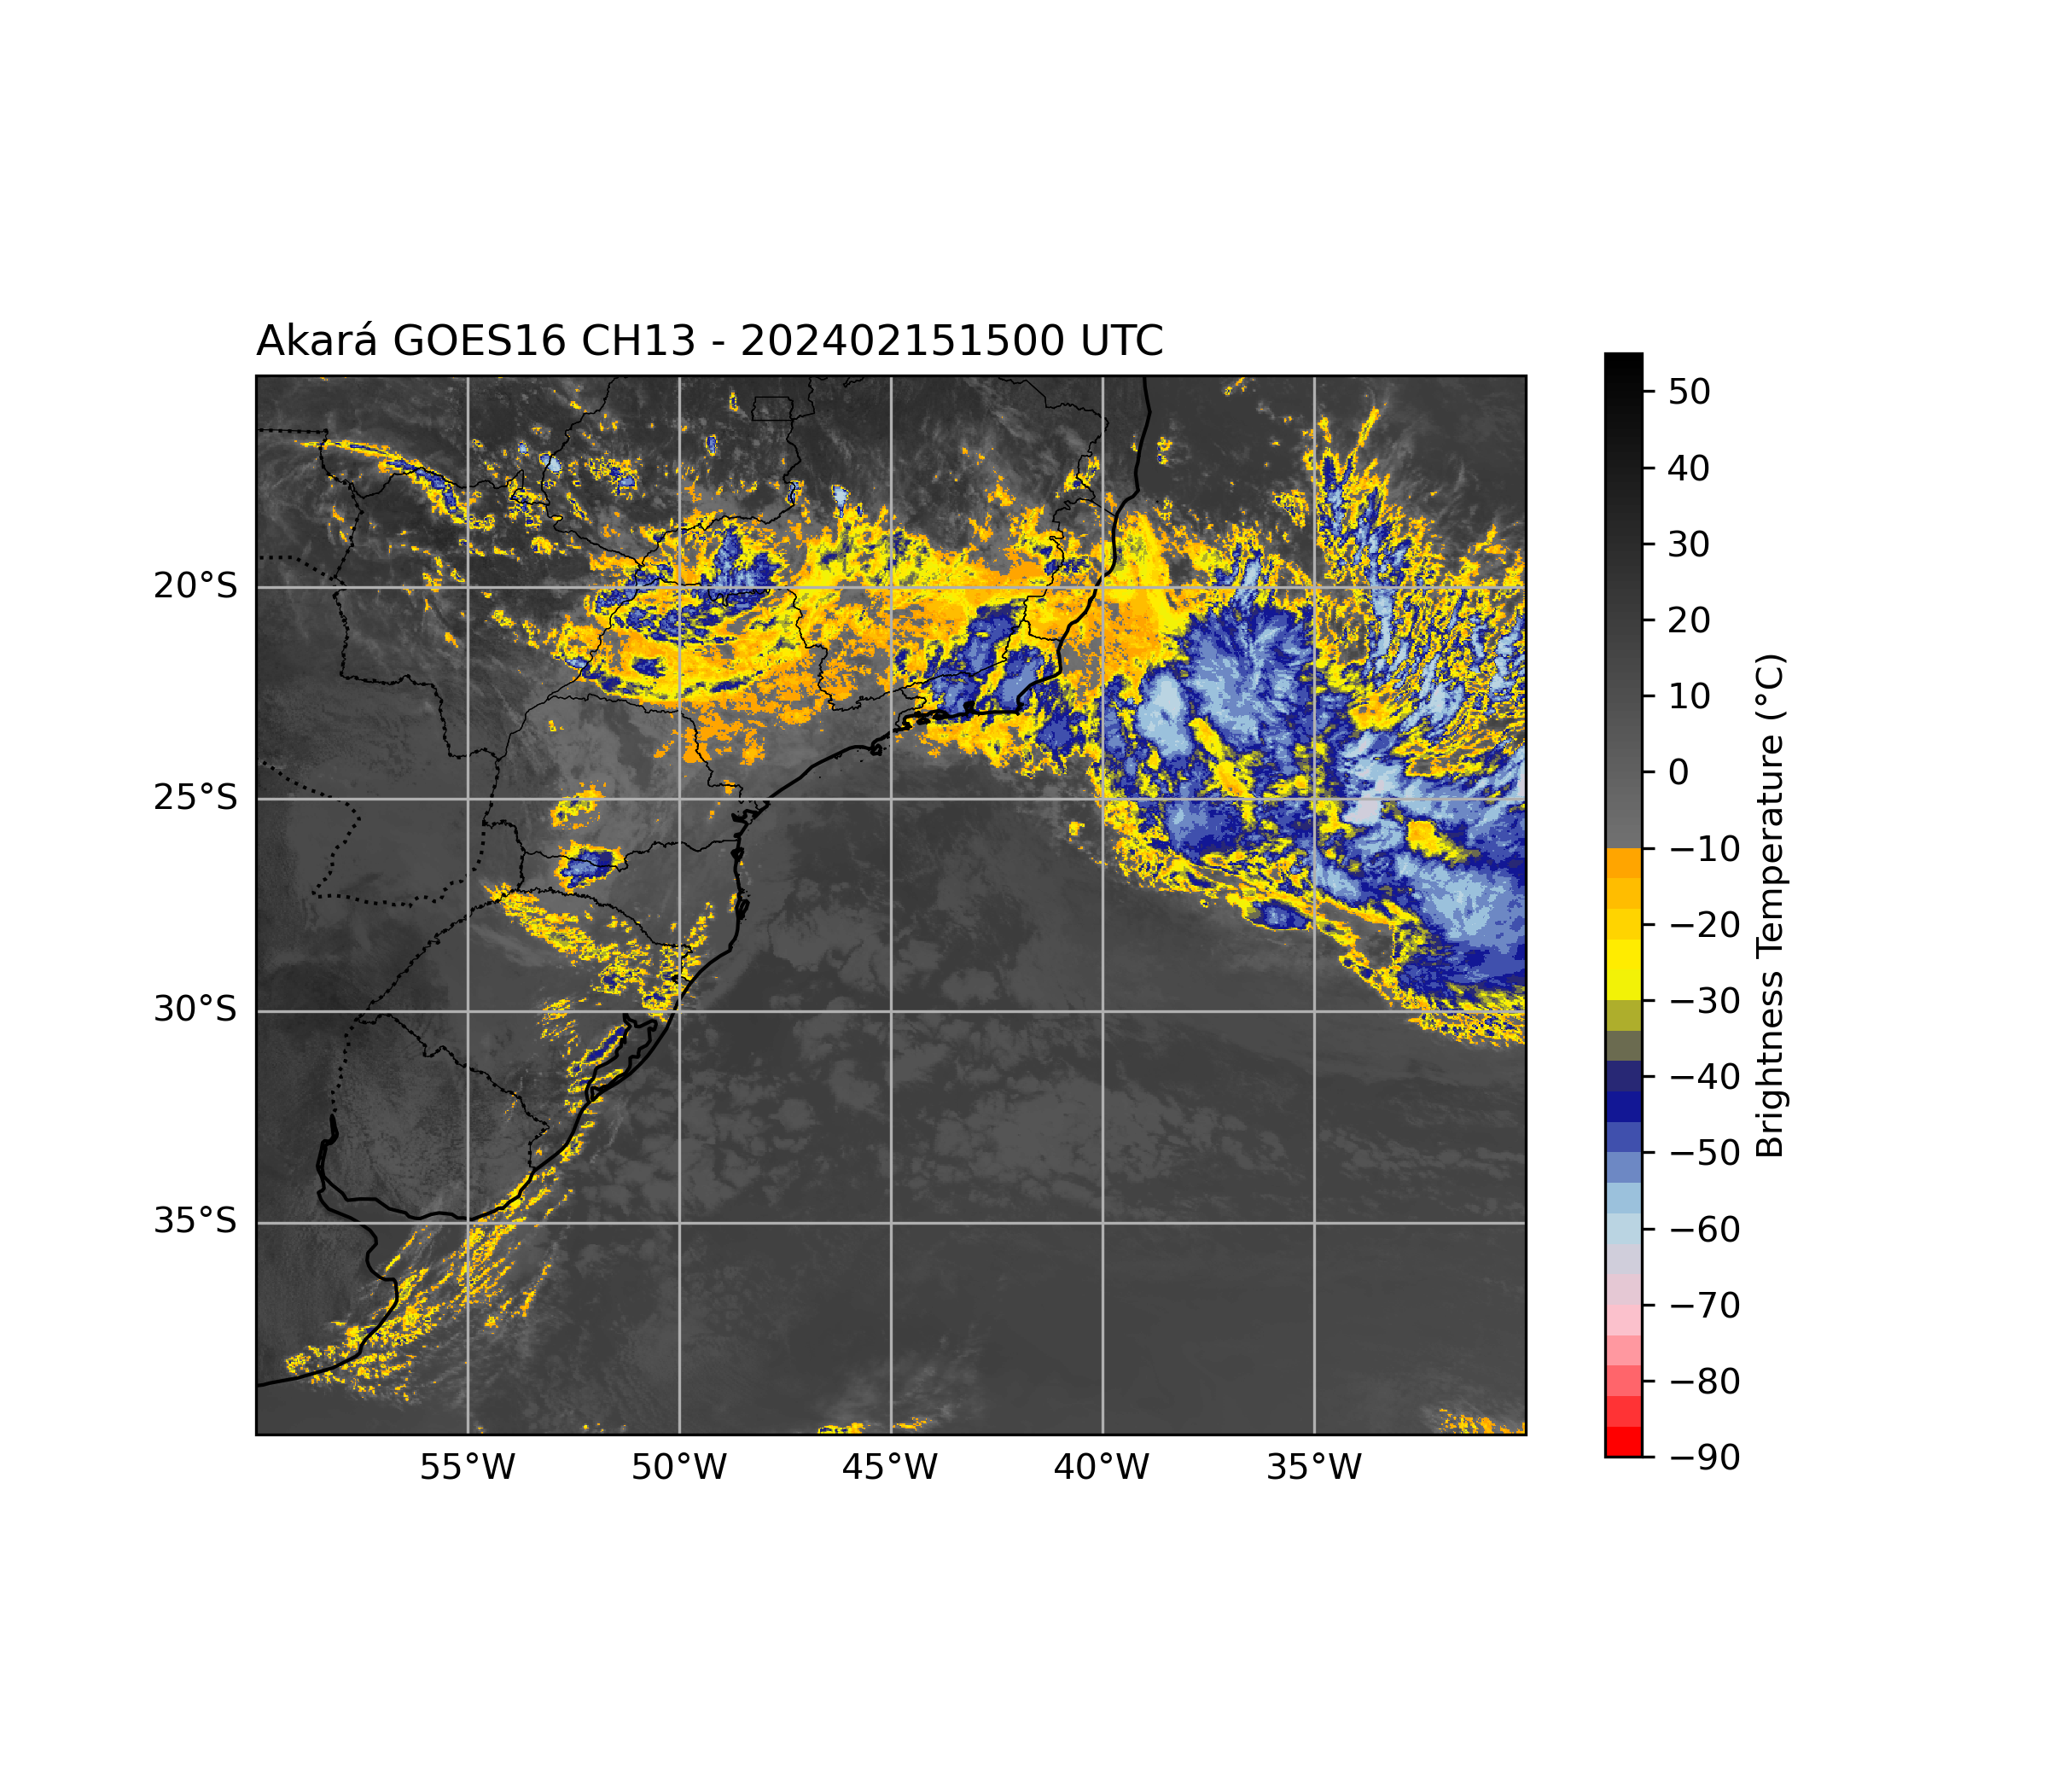 Akará GOES16 CH13 - 202402151500 UTC
20°S
25°S
30°S
35°S
55°W
50°W
45°W
40°W
35°W
50
40
30
20
10
0
−10
−20
−30
−40
−50
−60
−70
−80
−90
Brightness Temperature (°C)